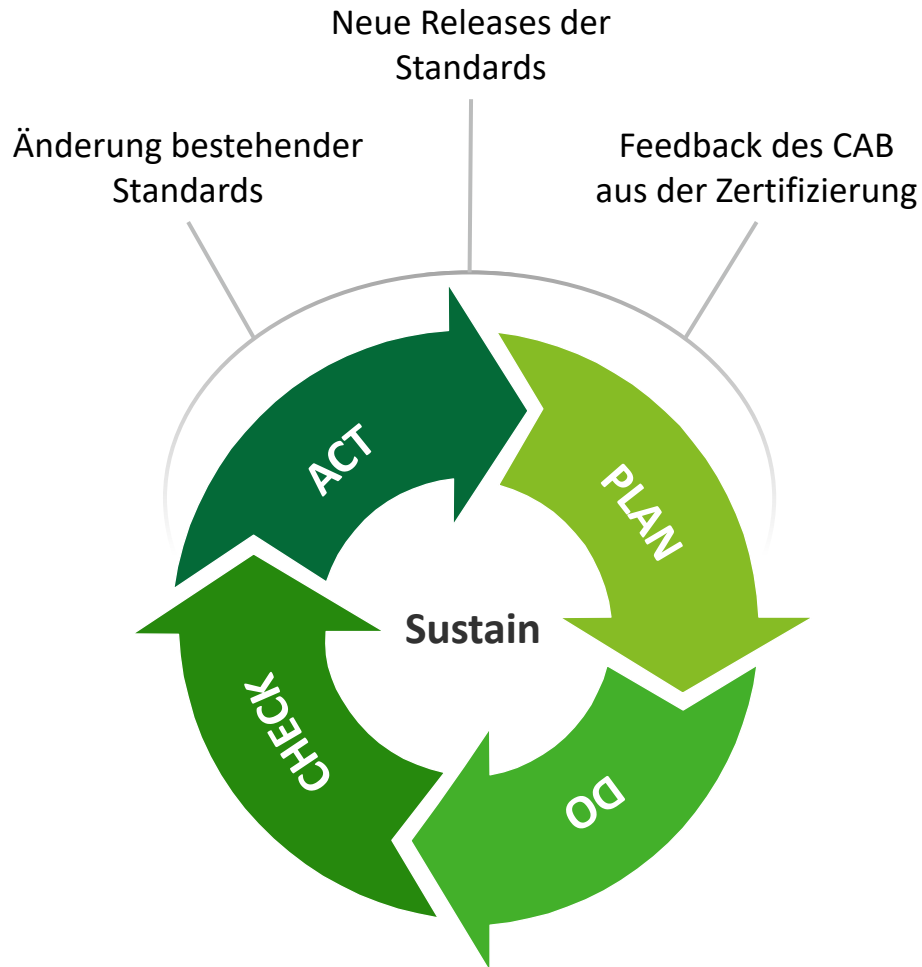 Neue Releases der
Standards
Änderung bestehender
Standards
Feedback des CAB
aus der Zertifizierung
ACT
PLAN
Sustain
CHECK
DO